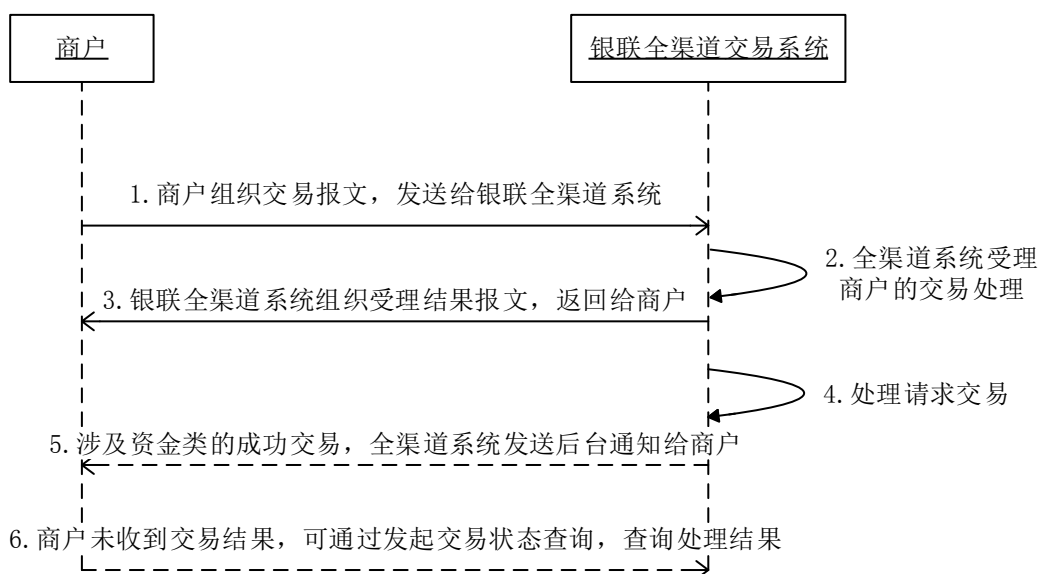 商户
银联全渠道交易系统
1.商户组织交易报文，发送给银联全渠道系统
2.全渠道系统受理
商户的交易处理
3.银联全渠道系统组织受理结果报文，返回给商户
4.处理请求交易
5.涉及资金类的成功交易，全渠道系统发送后台通知给商户
6.商户未收到交易结果，可通过发起交易状态查询，查询处理结果